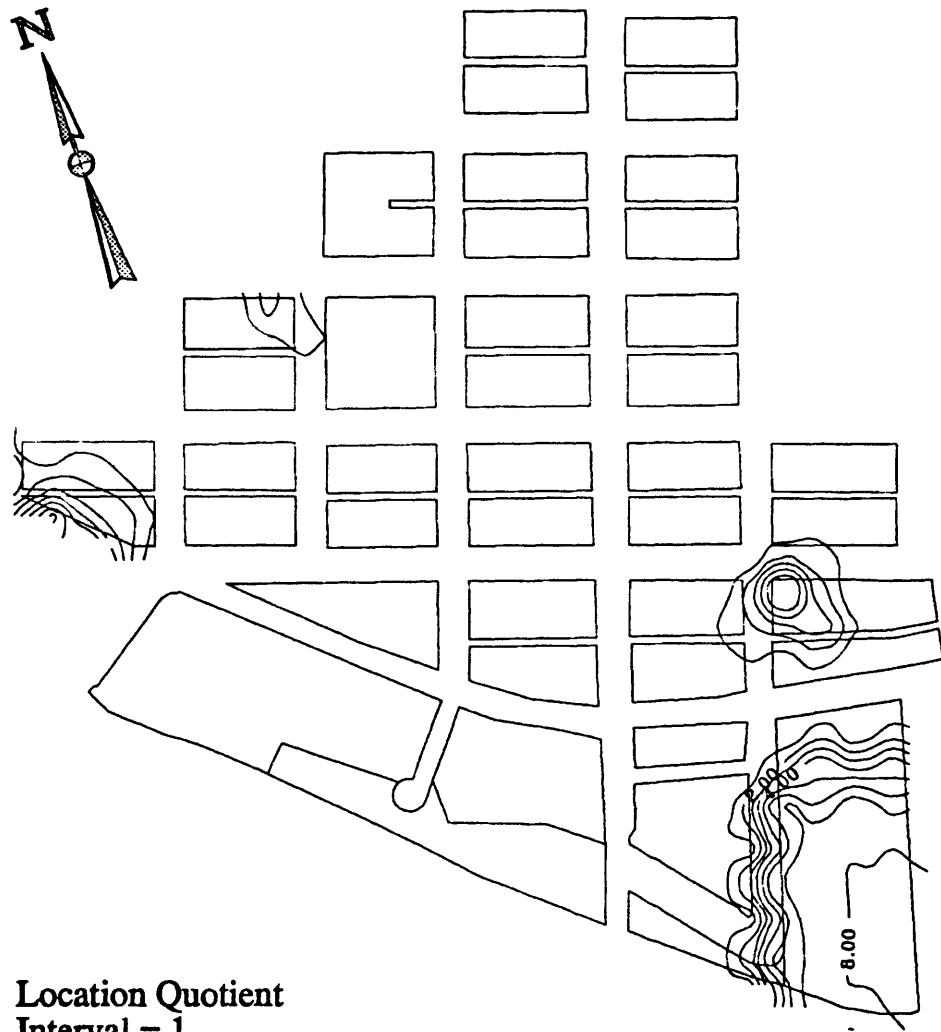 N
8.00
Location Quotient
Interval = 1